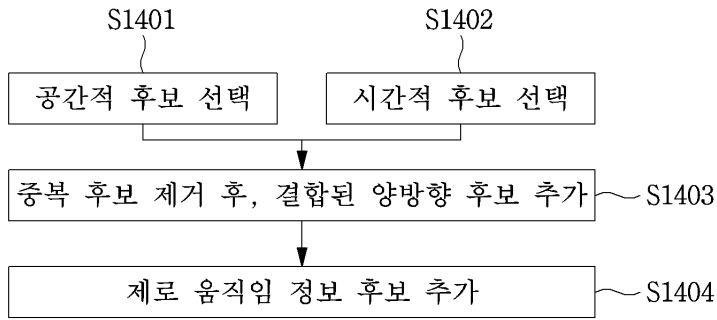 S1401
S1402
공간적 후보 선택
시간적 후보 선택
중복 후보 제거 후, 결합된 양방향 후보 추가
S1403
제로 움직임 정보 후보 추가
S1404